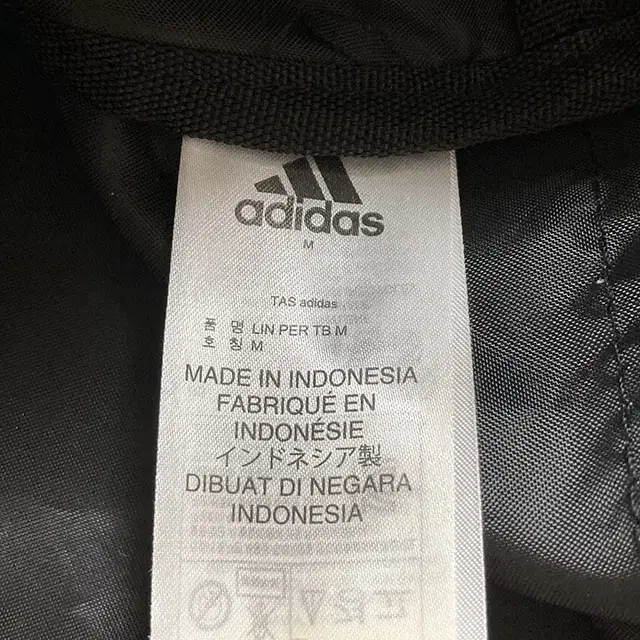 adidas
M
TAS adidas
품 명 LIN PER TB M
호 칭 M
MADE IN INDONESIA
FABRIQUÉ EN
INDONÉSIE
インドネシア製
DIBUAT DI NEGARA
INDONESIA